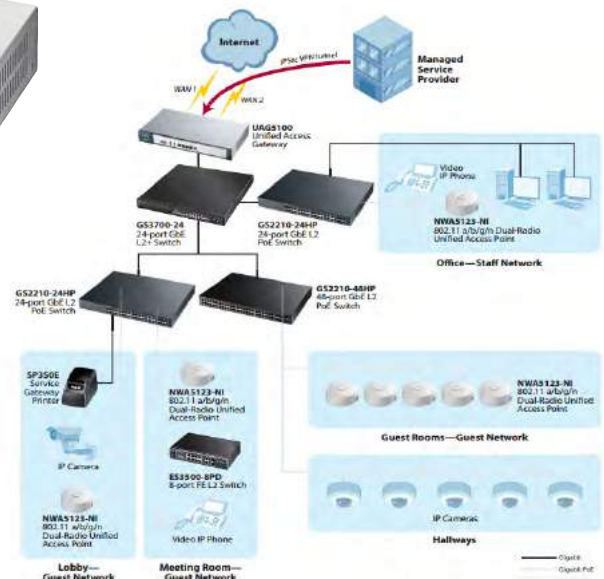 Internet
IPSec VPN tunnel
Managed
Service
Provider
WAN 1
WAN 2
UAG5100
Unified Access
Gateway
GS3700-24
24-port GbE
L2+ Switch
GS2210-24HP
24-port GbE L2
PoE Switch
Video
IP Phone
NWA5123-NI
802.11 a/b/g/n Dual-Radio
Unified Access Point
Office—Staff Network
GS2210-24HP
24-port GbE L2
PoE Switch
GS2210-48HP
48-port GbE L2
PoE Switch
SP350E
Service
Gateway
Printer
IP Camera
NWA5123-NI
802.11 a/b/g/n
Dual-Radio Unified
Access Point
Lobby—
Guest Network
NWA5123-NI
802.11 a/b/g/n
Dual-Radio Unified
Access Point
ES3500-8PD
8-port FE L2 Switch
Video IP Phone
Meeting Room—
Guest Network
NWA5123-NI
802.11 a/b/g/n
Dual-Radio Unified
Access Point
Guest Rooms—Guest Network
IP Cameras
Hallways
Gigabit
Gigabit PoE